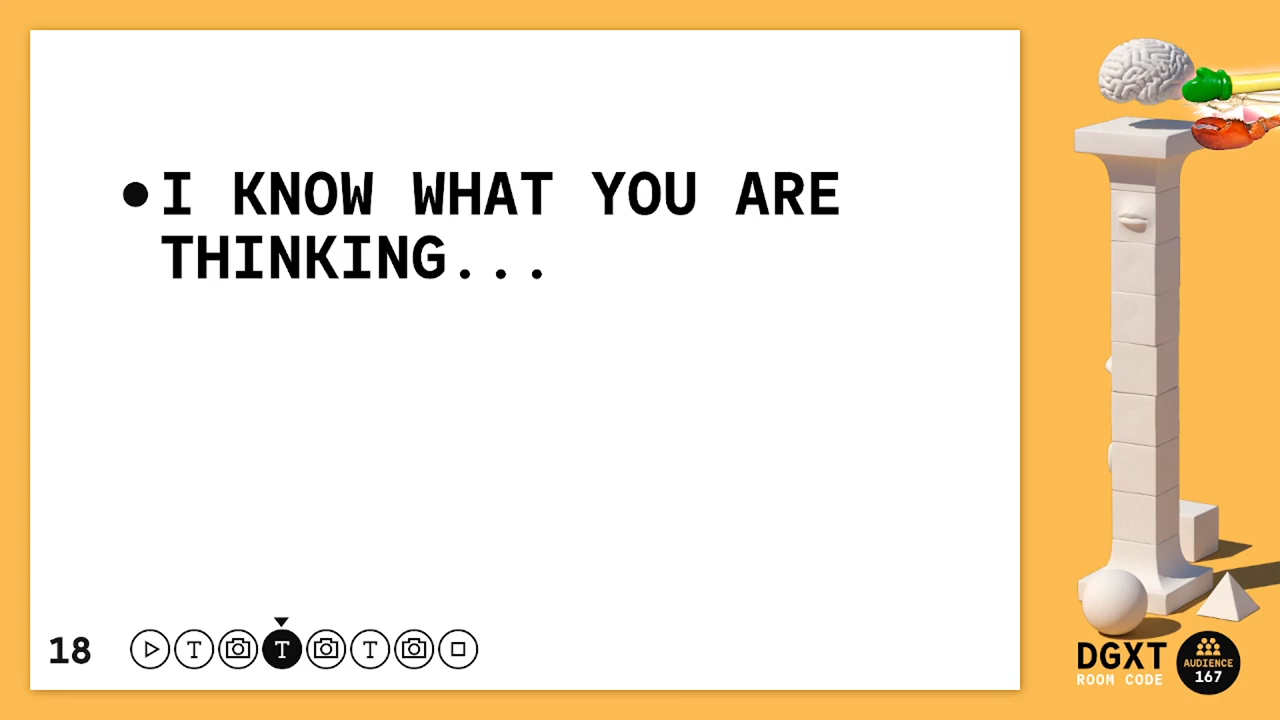 I KNOW WHAT YOU ARE
THINKING...
18
T
T
T
DGXT
ROOM CODE
AUDIENCE
167